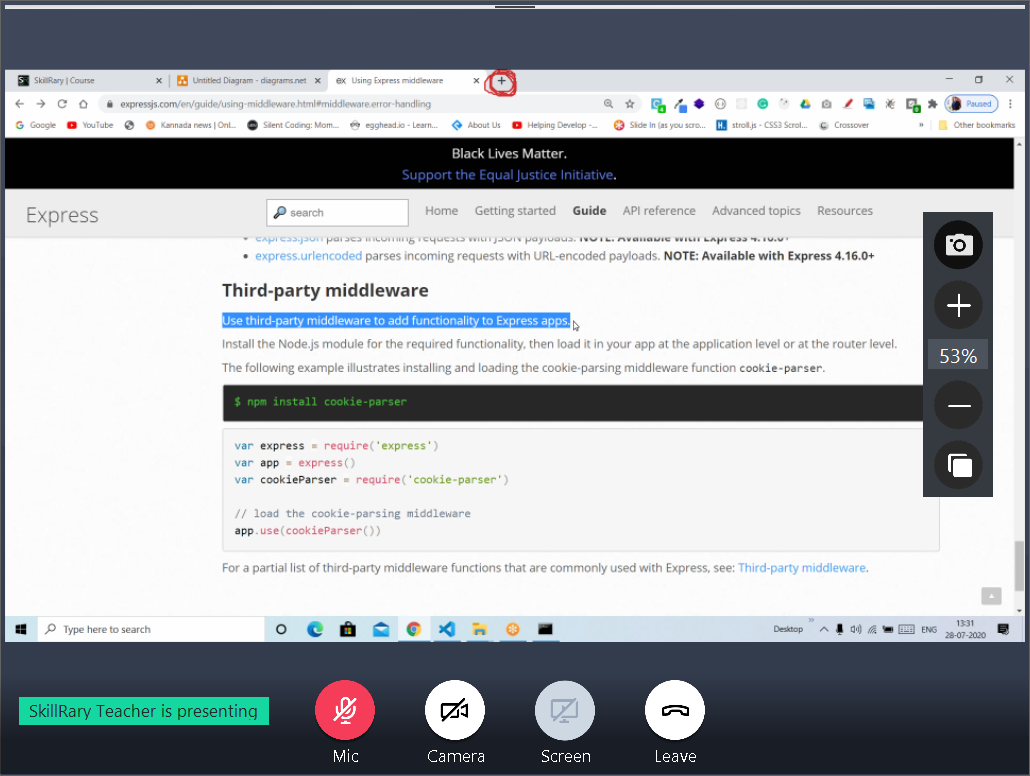 SkillRary | Course
Untitled Diagram - diagrams.net
ex Using Express middleware
expressjs.com/en/guide/using-middleware.html#middleware.error-handling
Paused
Google YouTube Kannada news | Onl... Silent Coding: Mom... egghead.io - Learn... About Us Helping Develop -... Slide In (as you scro... stroll.js - CSS3 Scrol... Crossover » Other bookmarks
Black Lives Matter.
Support the Equal Justice Initiative.
Express
search
Home Getting started Guide API reference Advanced topics Resources
express.json parses incoming requests with JSON payloads. NOTE: Available with Express 4.16.0+
express.urlencoded parses incoming requests with URL-encoded payloads. NOTE: Available with Express 4.16.0+
Third-party middleware
Use third-party middleware to add functionality to Express apps.
Install the Node.js module for the required functionality, then load it in your app at the application level or at the router level.
The following example illustrates installing and loading the cookie-parsing middleware function cookie-parser.
$ npm install cookie-parser
var express = require('express')
var app = express()
var cookieParser = require('cookie-parser')
// load the cookie-parsing middleware
app.use(cookieParser())
For a partial list of third-party middleware functions that are commonly used with Express, see: Third-party middleware.
53%
Type here to search
Desktop » ENG 13:31
28-07-2020
SkillRary Teacher is presenting
Mic Camera Screen Leave